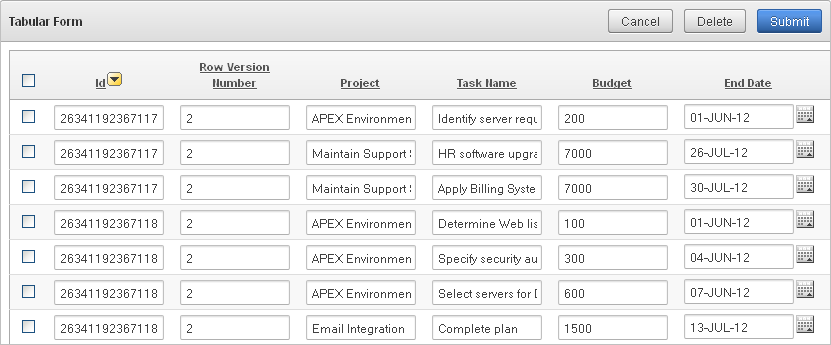 Tabular Form Cancel Delete Submit
Id Row Version Number Project Task Name Budget End Date
26341192367117 2 APEX Environmen Identify server requ 200 01-JUN-12
26341192367117 2 Maintain Support S HR software upgra 7000 26-JUL-12
26341192367117 2 Maintain Support S Apply Billing Syste 7000 30-JUL-12
26341192367118 2 APEX Environmen Determine Web lis 100 01-JUN-12
26341192367118 2 APEX Environmen Specify security au 300 04-JUN-12
26341192367118 2 APEX Environmen Select servers for D 600 07-JUN-12
26341192367118 2 Email Integration Complete plan 1500 13-JUL-12